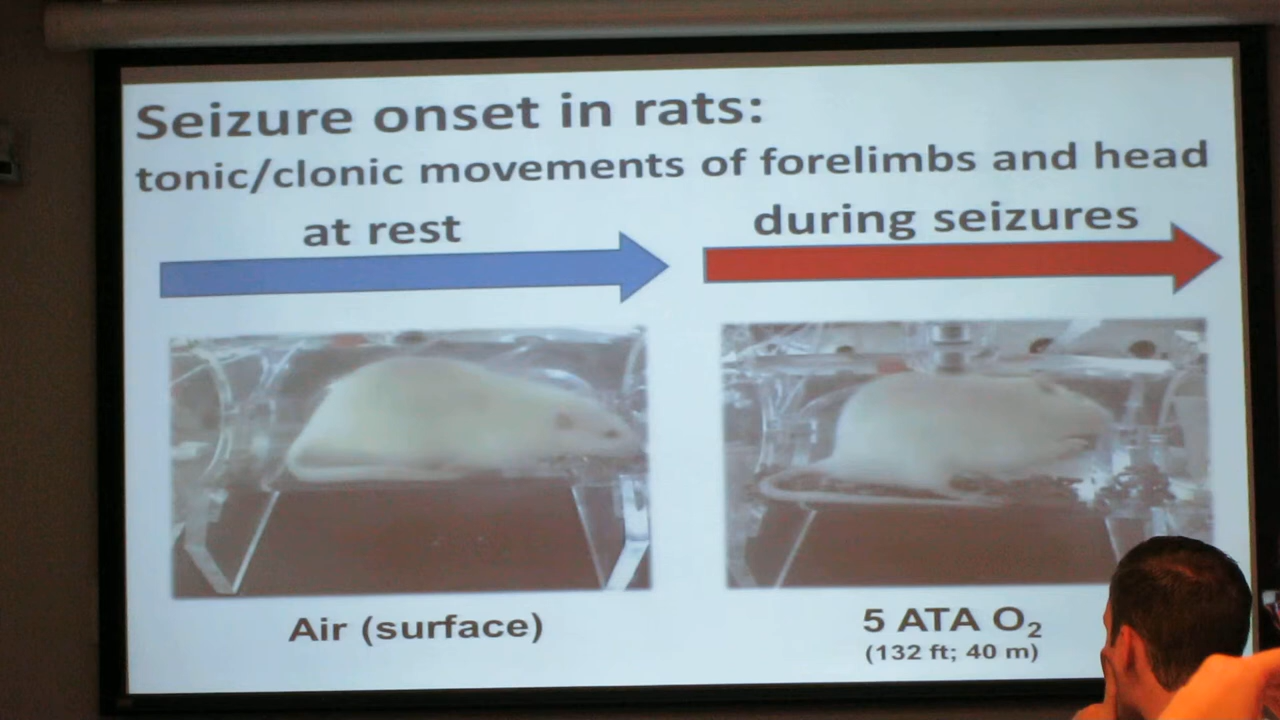 Seizure onset in rats:
tonic/clonic movements of forelimbs and head
at rest
during seizures
Air (surface)
5 ATA O₂
(132 ft; 40 m)